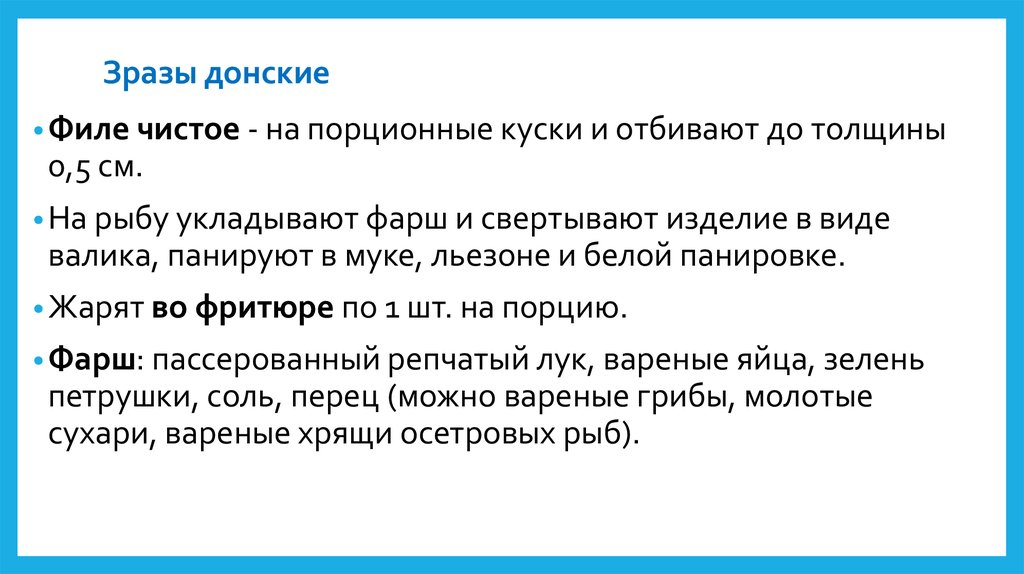 Зразы донские
• Филе чистое - на порционные куски и отбивают до толщины
0,5 см.
• На рыбу укладывают фарш и свертывают изделие в виде
валика, панируют в муке, льезоне и белой панировке.
• Жарят во фритюре по 1 шт. на порцию.
• Фарш: пассерованный репчатый лук, вареные яйца, зелень
петрушки, соль, перец (можно вареные грибы, молотые
сухари, вареные хрящи осетровых рыб).